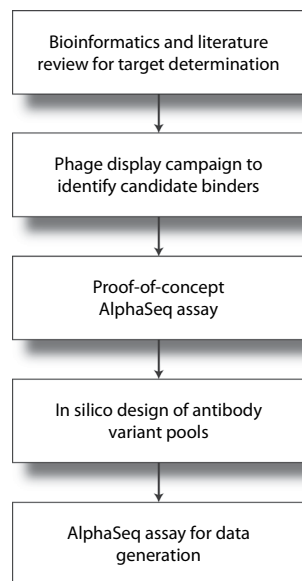 Bioinformatics and literature
review for target determination
Phage display campaign to
identify candidate binders
Proof-of-concept
AlphaSeq assay
In silico design of antibody
variant pools
AlphaSeq assay for data
generation